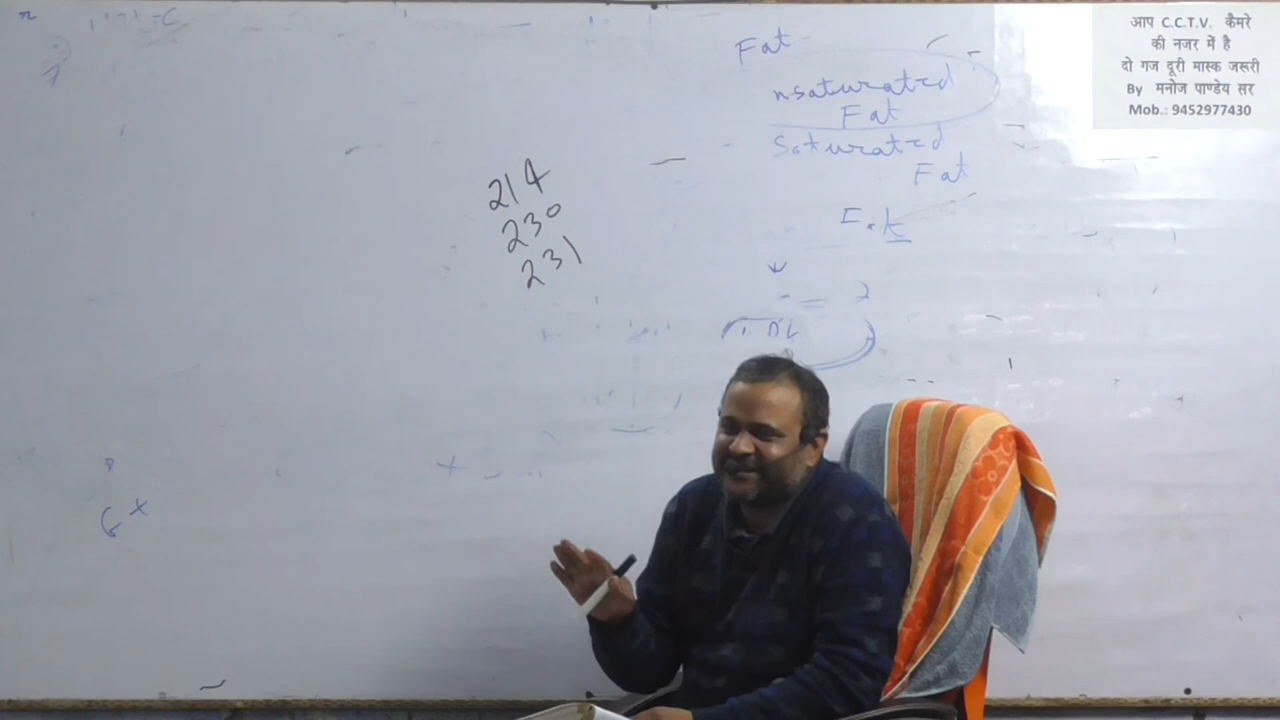 Fat
nsaturated
Fat
Saturated
Fat
214
230
231
आप C.C.T.V. कैमरे
की नजर में है
दो गज दूरी मास्क जरूरी
By मनोज पाण्डेय सर
Mob.: 9452977430